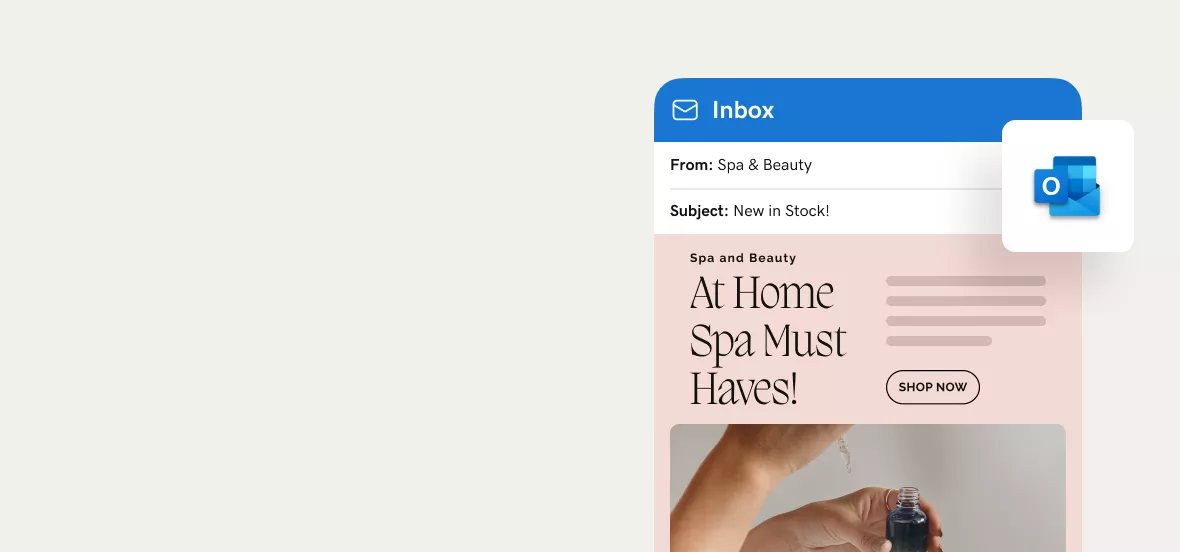 Inbox
From: Spa & Beauty
Subject: New in Stock!
O
Spa and Beauty
At Home
Spa Must
Haves!
SHOP NOW